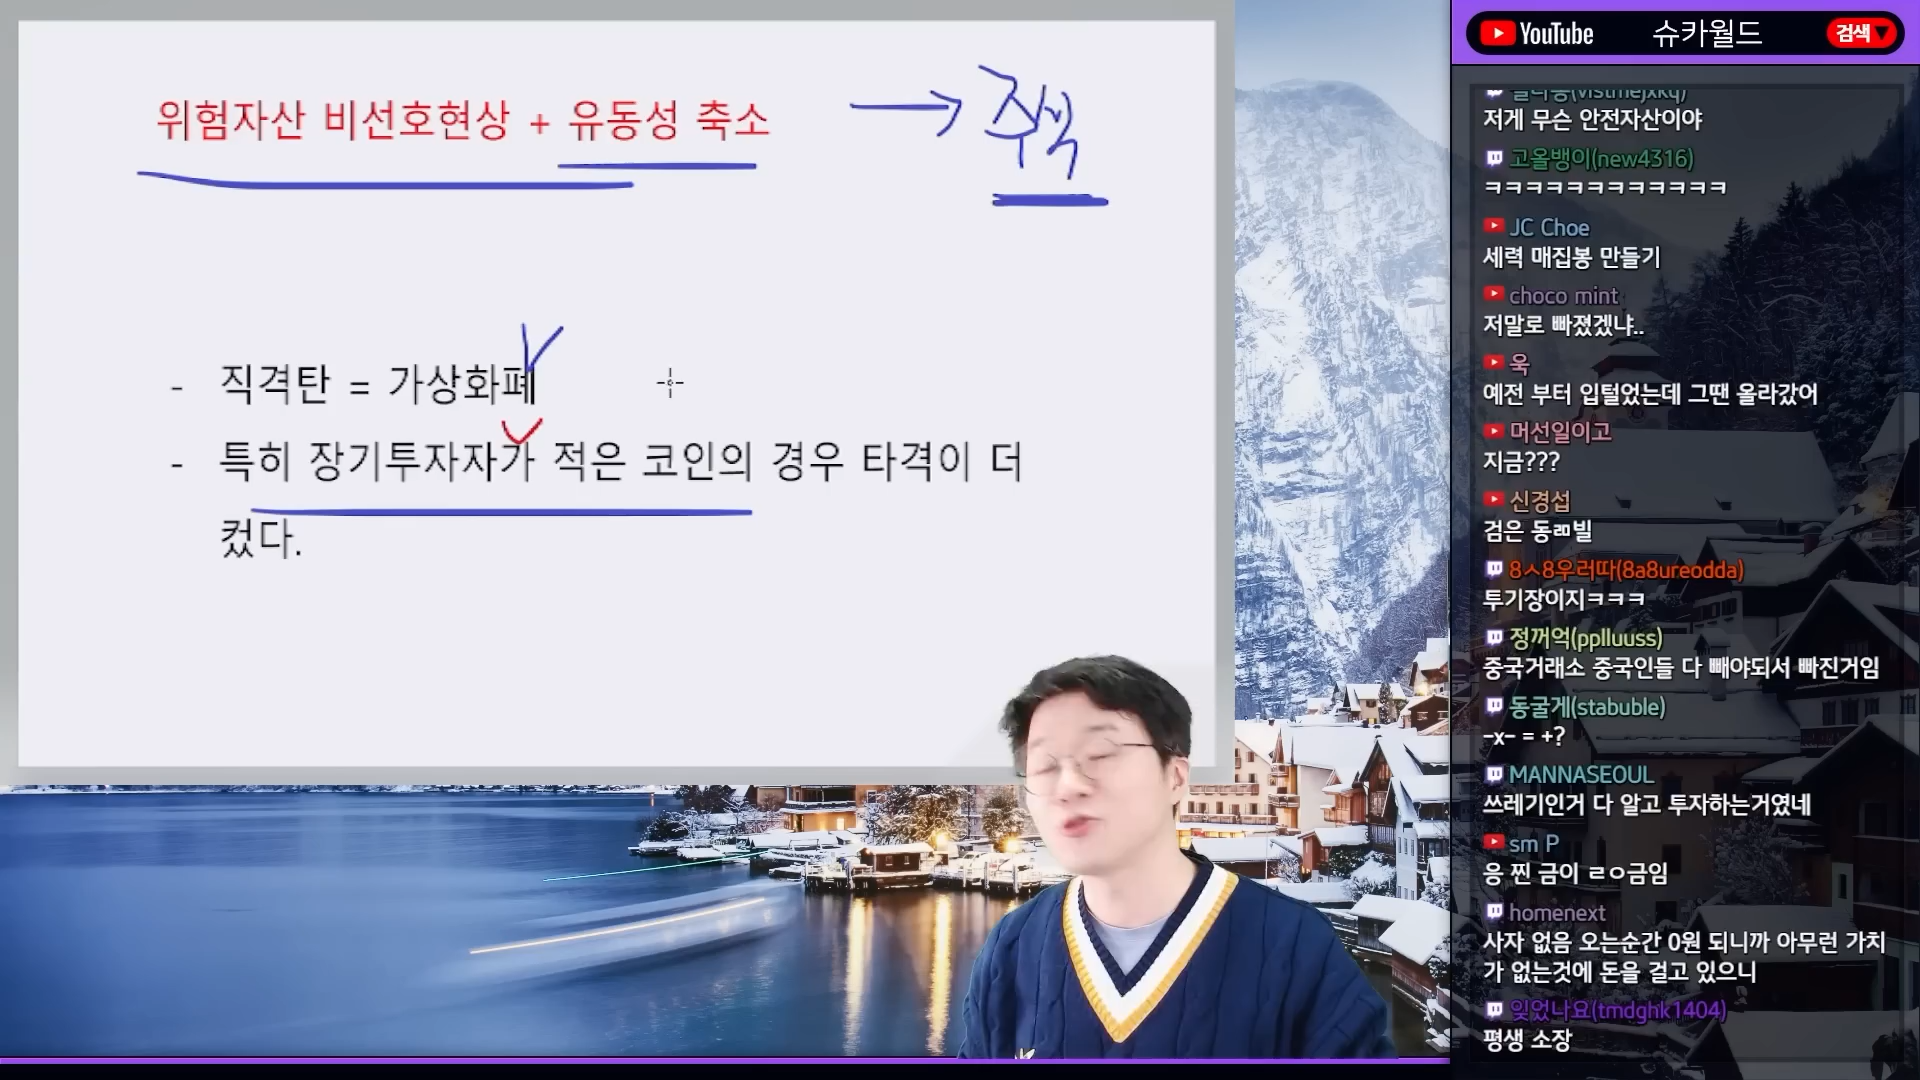 위험자산 비선호현상 + 유동성 축소
- 직격탄 = 가상화폐
- 특히 장기투자자가 적은 코인의 경우 타격이 더
컸다.
YouTube 슈카월드 검색▼
저게 무슨 안전자산이야
고올뱅이(new4316)
ㅋㅋㅋㅋㅋㅋㅋㅋㅋㅋㅋㅋ
JC Choe
세력 매집봉 만들기
choco mint
저말로 빠졌겠냐..
욱
예전 부터 입털었는데 그땐 올라갔어
머선일이고
지금???
신경섭
검은 동ㄻ빌
8ㅅ8우러따(8a8ureodda)
투기장이지ㅋㅋㅋ
정꺼억(pplluuss)
중국거래소 중국인들 다 빼야되서 빠진거임
동굴게(stabuble)
-x- = +?
MANNASEOUL
쓰레기인거 다 알고 투자하는거였네
sm P
응 찐 금이 ㄹㅇ금임
homenext
사자 없음 오는순간 0원 되니까 아무런 가치
가 없는것에 돈을 걸고 있으니
잊었나요(tmdghk1404)
평생 소장